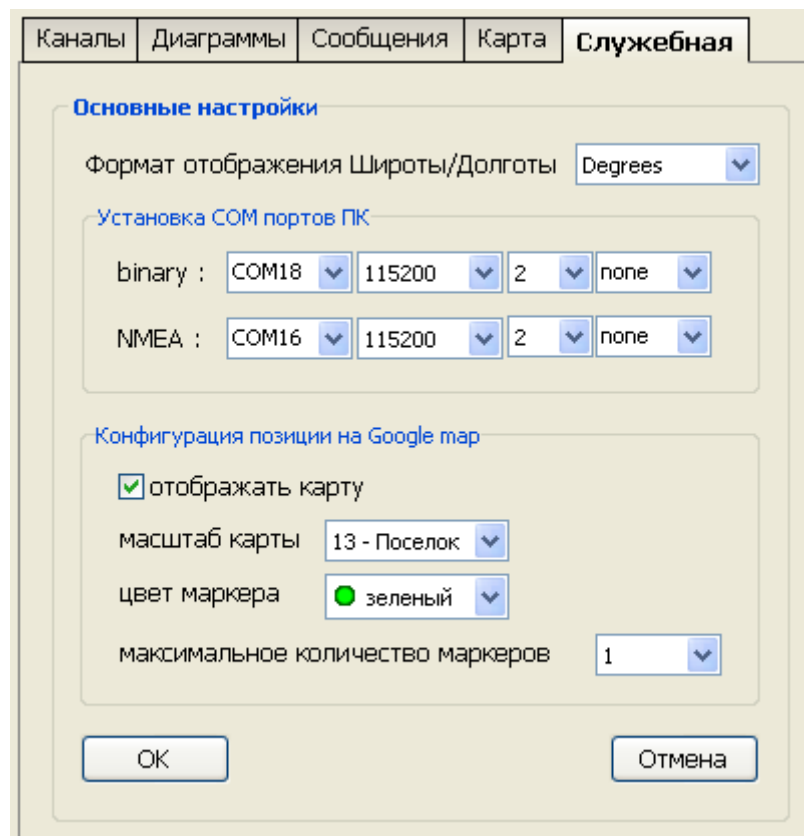 Каналы Диаграммы Сообщения Карта Служебная
Основные настройки
Формат отображения Широты/Долготы Degrees
Установка COM портов ПК
binary : COM18 115200 2 none
NMEA : COM16 115200 2 none
Конфигурация позиции на Google map
отображать карту
масштаб карты 13 - Поселок
цвет маркера зеленый
максимальное количество маркеров 1
OK Отмена